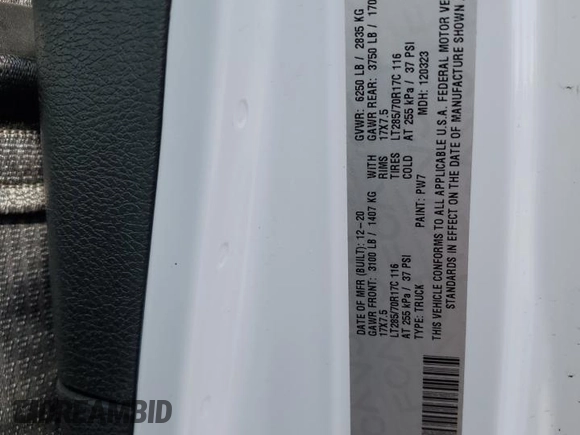 DATE OF MFR (BUILT): 12-20 GVWR: 6250 LB / 2835 KG
GAWR FRONT: 3100 LB / 1407 KG WITH GAWR REAR: 3750 LB / 170
17X7.5 RIMS 17X7.5
LT285/70R17C 116 TIRES LT285/70R17C 116
AT 255 kPa / 37 PSI COLD AT 255 kPa / 37 PSI
TYPE: TRUCK PAINT: PW7 MDH: 120323
THIS VEHICLE CONFORMS TO ALL APPLICABLE U.S.A. FEDERAL MOTOR VE
STANDARDS IN EFFECT ON THE DATE OF MANUFACTURE SHOWN
DREAMBID